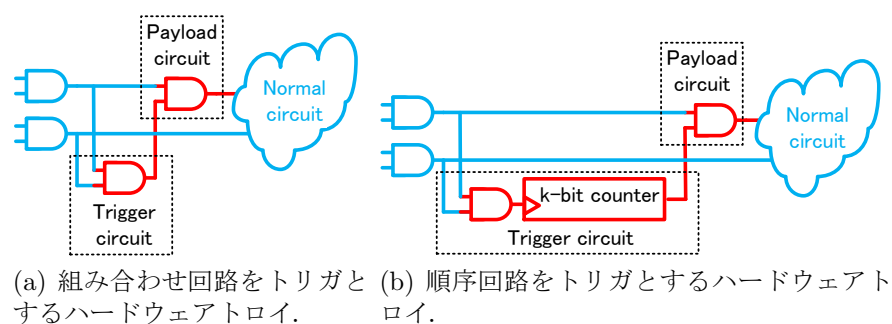 Payload
circuit
Normal
circuit
Trigger
circuit
Payload
circuit
Normal
circuit
k-bit counter
Trigger circuit
(a) 組み合わせ回路をトリガと
するハードウェアトロイ.
(b) 順序回路をトリガとするハードウェアト
ロイ.